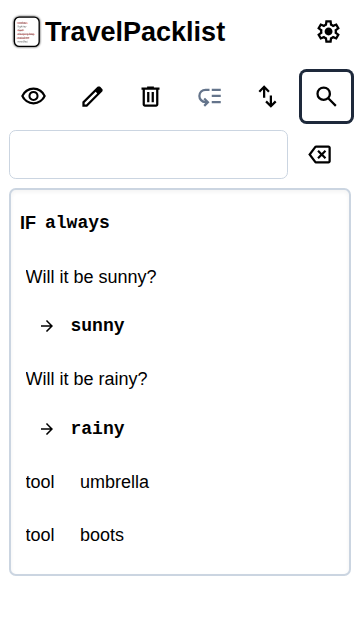 TravelPacklist
IF always
Will it be sunny?
→ sunny
Will it be rainy?
→ rainy
tool umbrella
tool boots